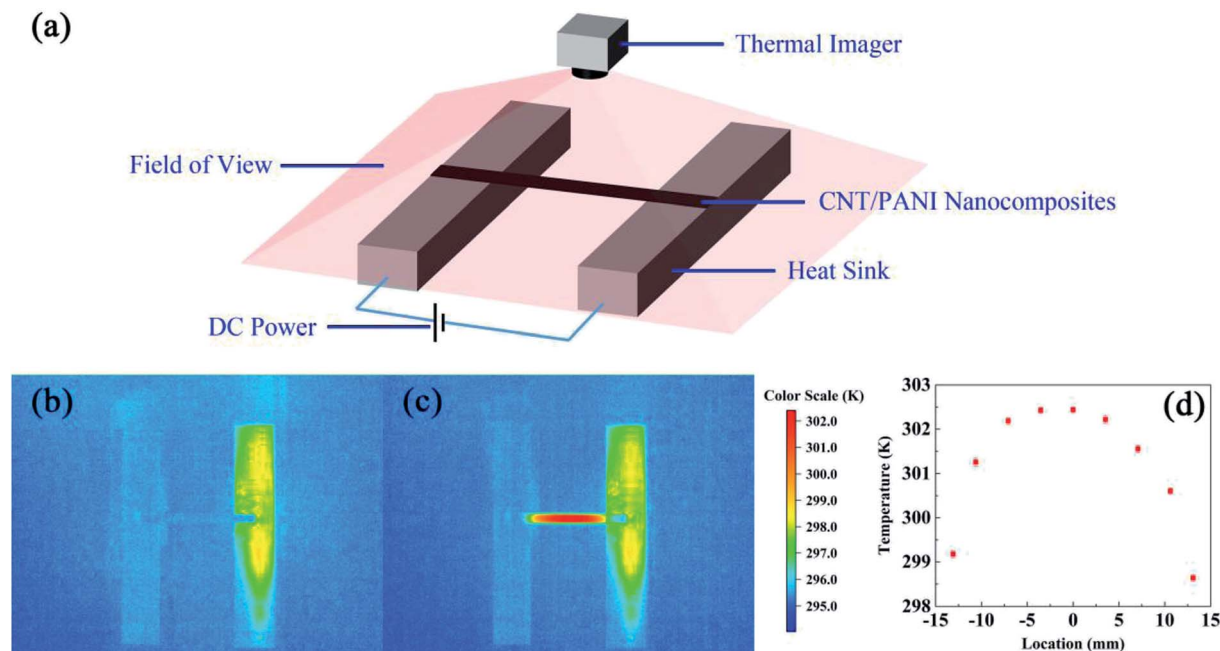 (a)
Thermal Imager
Field of View
CNT/PANI Nanocomposites
Heat Sink
DC Power
(b)
(c)
Color Scale (K)
302.0
301.0
300.0
299.0
298.0
297.0
296.0
295.0
(d)
Temperature (K)
303
302
301
300
299
298
-15 -10 -5 0 5 10 15
Location (mm)